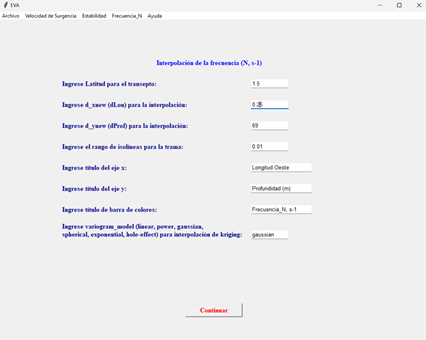 EVA
Archivo Velocidad de Surgencia Estabilidad Frecuencia_N Ayuda
Interpolación de la frecuencia (N, s-1)
Ingrese Latitud para el transepto: 1.5
Ingrese d_xnew (dLon) para la interpolación: 0.25
Ingrese d_ynew (dProf) para la interpolación: 69
Ingrese el rango de isolíneas para la trama: 0.01
Ingrese título del eje x: Longitud Oeste
Ingrese título del eje y: Profundidad (m)
Ingrese título de barra de colores: Frecuencia_N, s-1
Ingrese variogram_model (linear, power, gaussian,
spherical, exponential, hole-effect) para interpolación de kriging: gaussian
Continuar